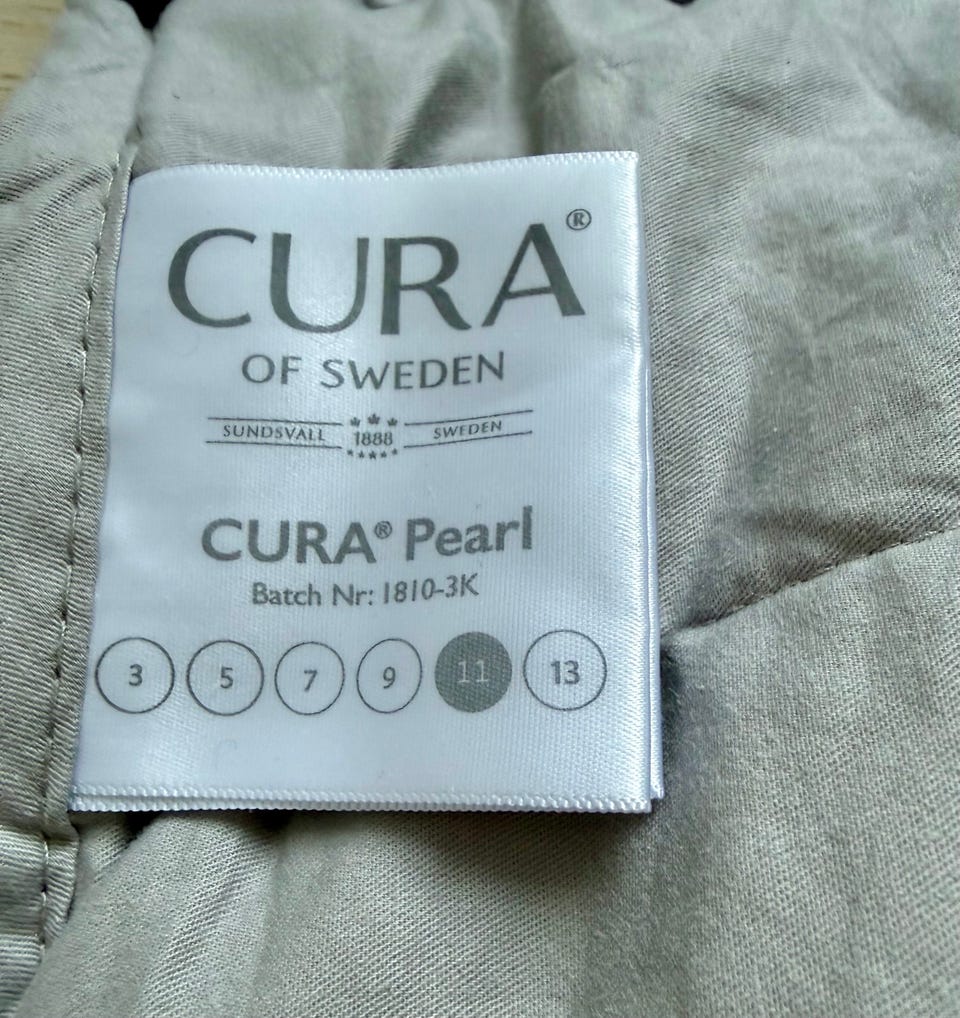 CURA®
OF SWEDEN
SUNDSVALL 1888 SWEDEN
CURA® Pearl
Batch Nr: 1810-3K
3 5 7 9 11 13